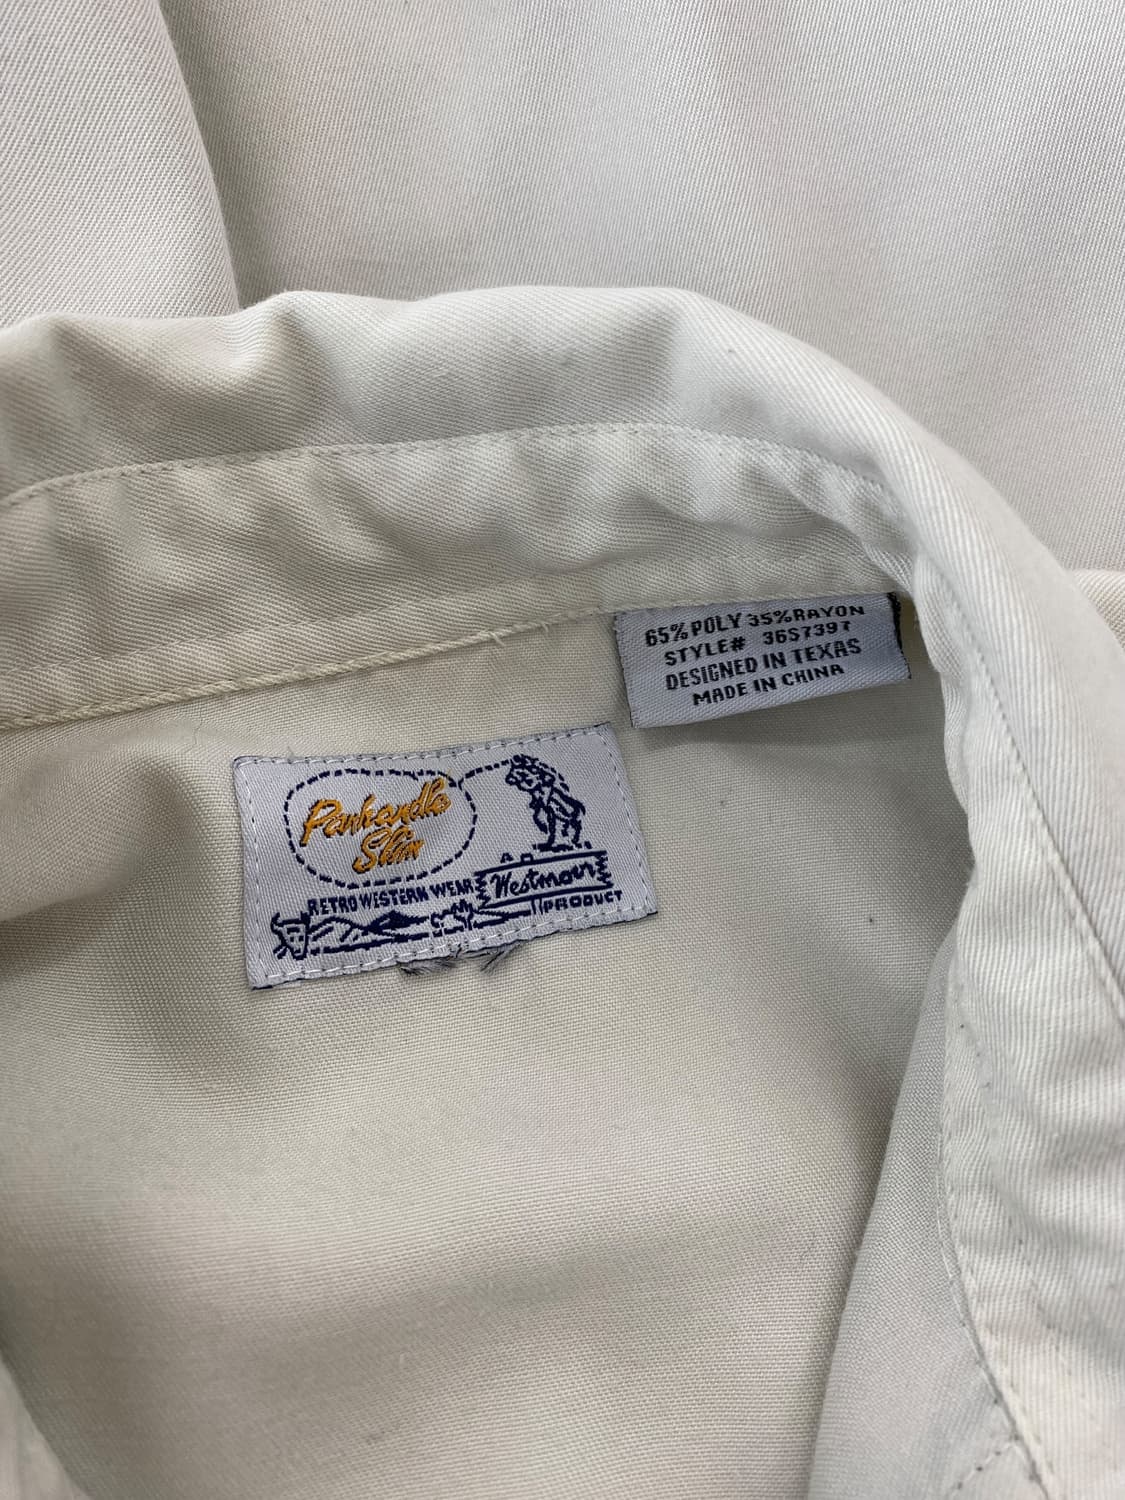 65% POLY 35% RAYON
STYLE# 36S7397
DESIGNED IN TEXAS
MADE IN CHINA
Panhandle
Slim
RETRO WESTERN WEAR
Westmoor
PRODUCT